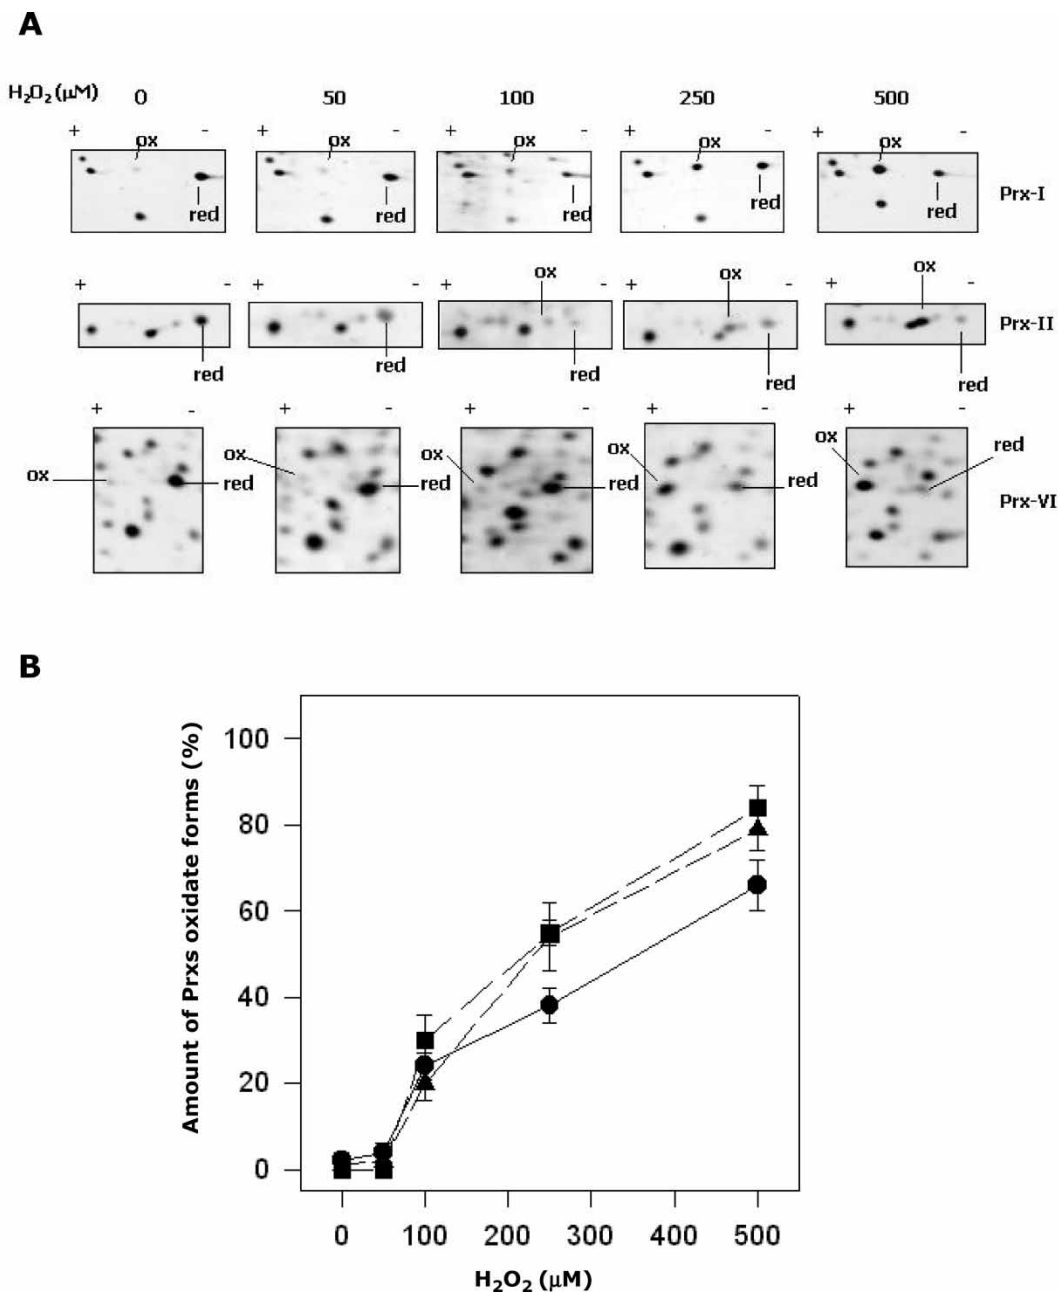 A
H₂O₂ (μM) 0 50 100 250 500
+ ox - + ox - + ox - + ox - + ox -
red red red red red Prx-I
+ - + - + ox - + ox - + ox -
Prx-II
red red red red red
+ - + - + - + - + -
ox red ox red ox red ox red ox red
Prx-VI
B
Amount of Prxs oxidate forms (%)
100
80
60
40
20
0
0 100 200 300 400 500
H₂O₂ (μM)